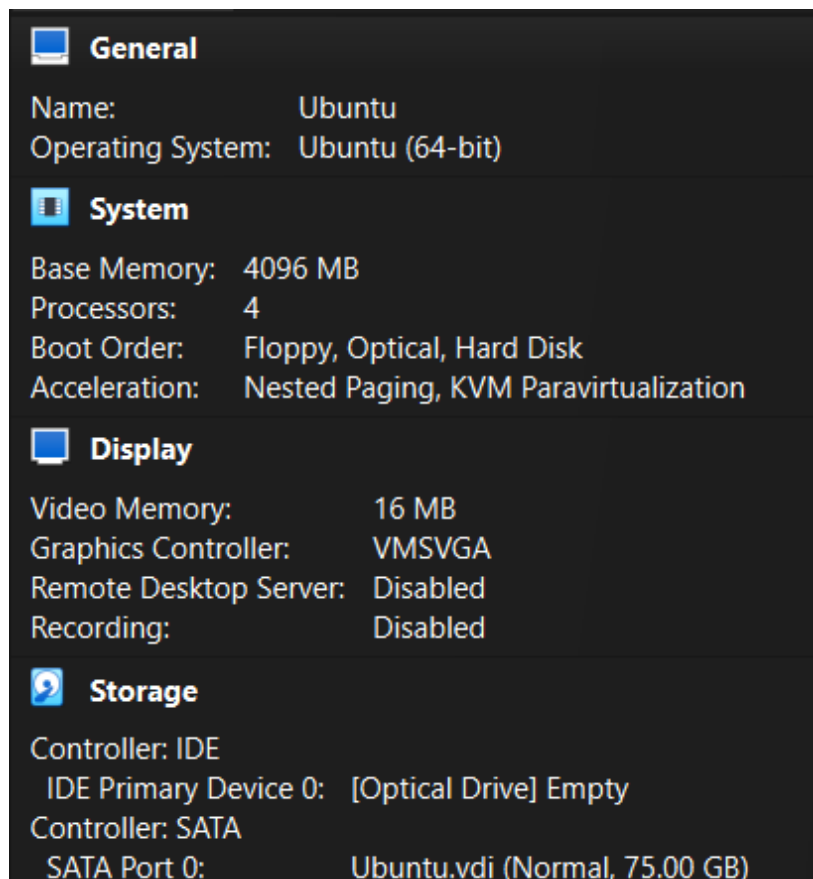 General
Name: Ubuntu
Operating System: Ubuntu (64-bit)
System
Base Memory: 4096 MB
Processors: 4
Boot Order: Floppy, Optical, Hard Disk
Acceleration: Nested Paging, KVM Paravirtualization
Display
Video Memory: 16 MB
Graphics Controller: VMSVGA
Remote Desktop Server: Disabled
Recording: Disabled
Storage
Controller: IDE
IDE Primary Device 0: [Optical Drive] Empty
Controller: SATA
SATA Port 0: Ubuntu.vdi (Normal, 75.00 GB)